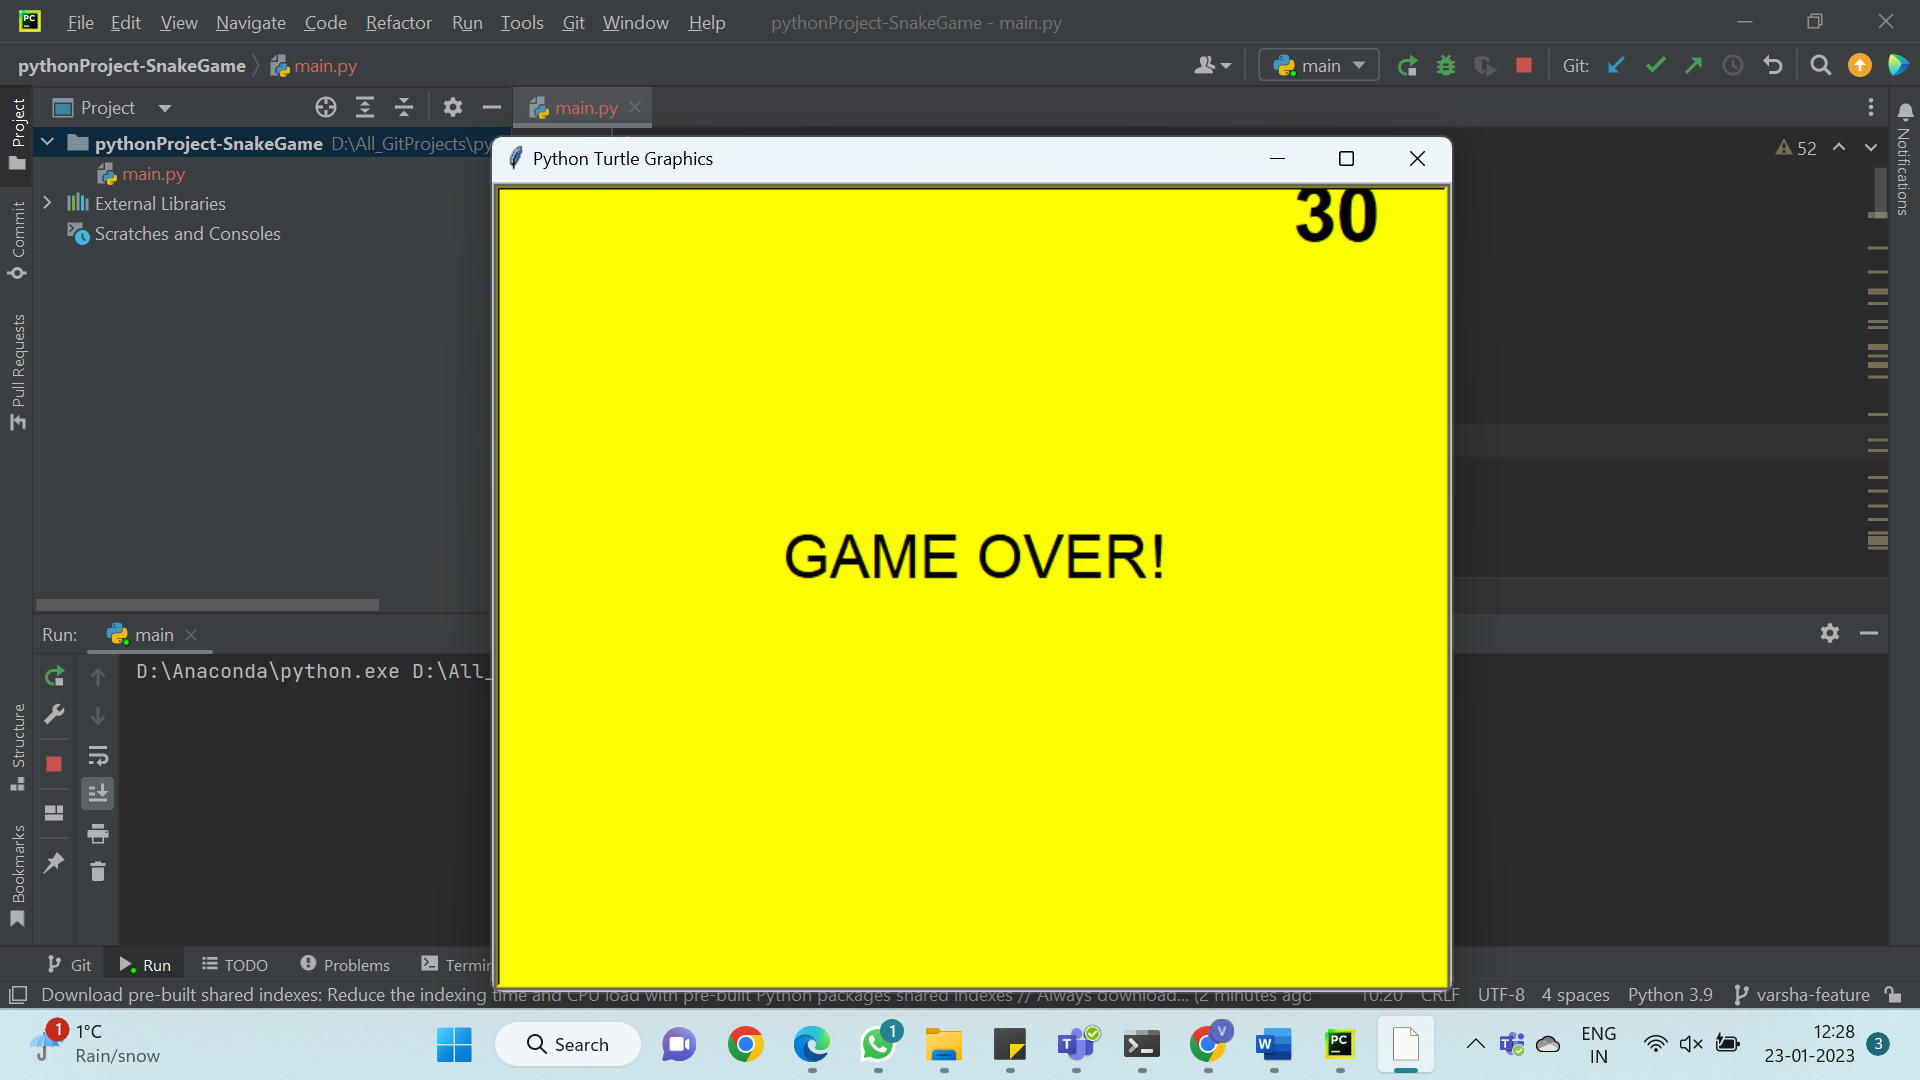 File Edit View Navigate Code Refactor Run Tools Git Window Help pythonProject-SnakeGame - main.py
pythonProject-SnakeGame main.py main Git:
Project main.py
pythonProject-SnakeGame D:\All_GitProjects\py
main.py
External Libraries
Scratches and Consoles
52
Project
Commit
Pull Requests
Structure
Bookmarks
Notifications
Python Turtle Graphics
30
GAME OVER!
Run: main
D:\Anaconda\python.exe D:\All_
Git Run TODO Problems Termin
Download pre-built shared indexes: Reduce the indexing time and CPU load with pre-built Python packages shared indexes // Always download... (2 minutes ago 10:20 CRLF UTF-8 4 spaces Python 3.9 varsha-feature
1 1°C
Rain/snow
Search
1
V
ENG
IN
12:28
23-01-2023
3